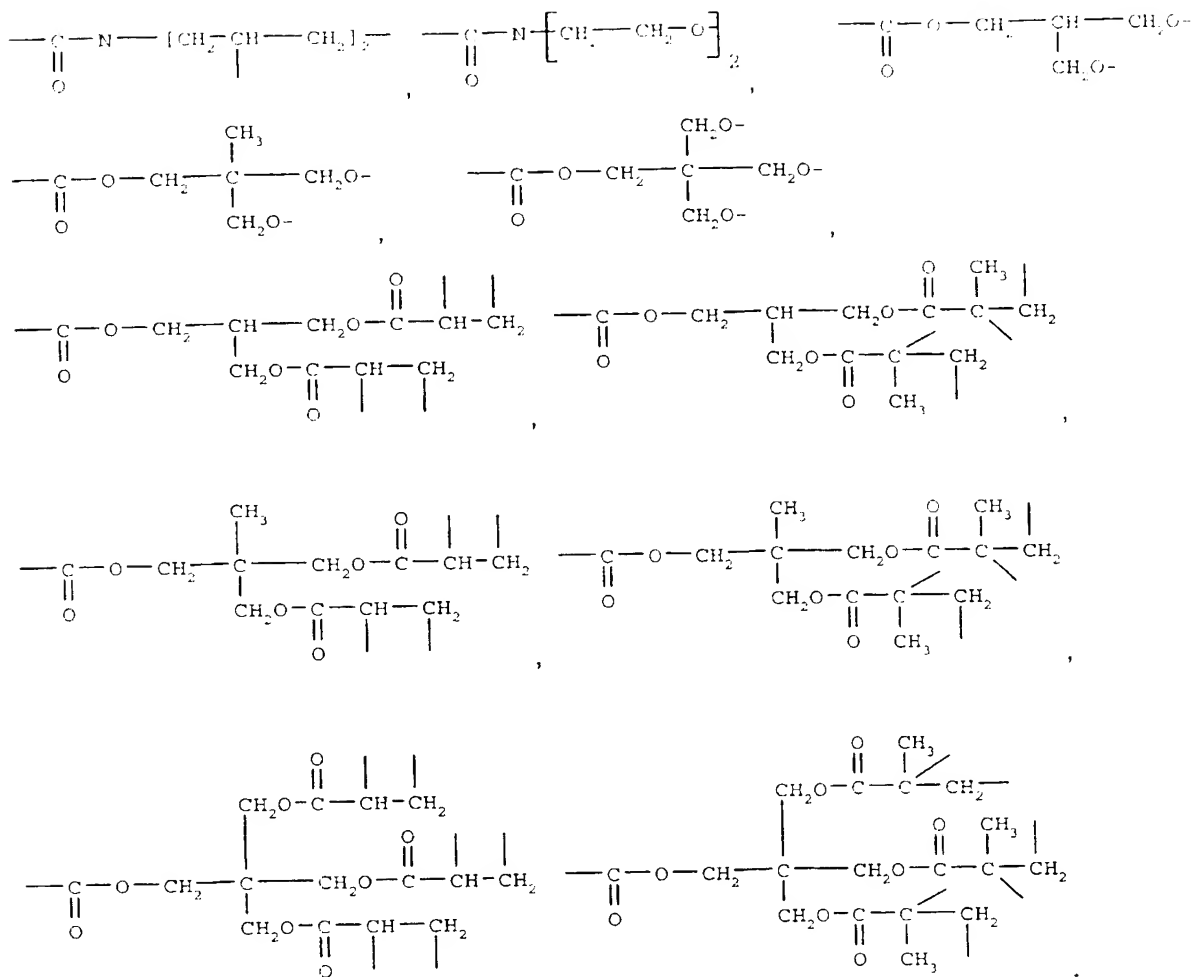 —C—N—[CH₂—CH—CH₂]₂— —C—N—[CH₂—CH₂—O—]₂ —C—O—CH₂—CH—CH₂O—
O O O CH₂O—
, ,
CH₃ CH₂O—
—C—O—CH₂—C—CH₂O— —C—O—CH₂—C—CH₂O—
O CH₂O— O CH₂O—
, ,
O O CH₃
—C—O—CH₂—CH—CH₂O—C—CH—CH₂ —C—O—CH₂—CH—CH₂O—C—C—CH₂
O CH₂O—C—CH—CH₂ O CH₂O—C—C—CH₂
O O CH₃
, ,
CH₃ O CH₃ O CH₃
—C—O—CH₂—C—CH₂O—C—CH—CH₂ —C—O—CH₂—C—CH₂O—C—C—CH₂
O CH₂O—C—CH—CH₂ O CH₂O—C—C—CH₂
O O CH₃
, ,
O O CH₃
CH₂O—C—CH—CH₂ CH₂O—C—C—CH₂—
O O CH₃
—C—O—CH₂—C—CH₂O—C—CH—CH₂ —C—O—CH₂—C—CH₂O—C—C—CH₂
O CH₂O—C—CH—CH₂ O CH₂O—C—C—CH₂
O O CH₃
.